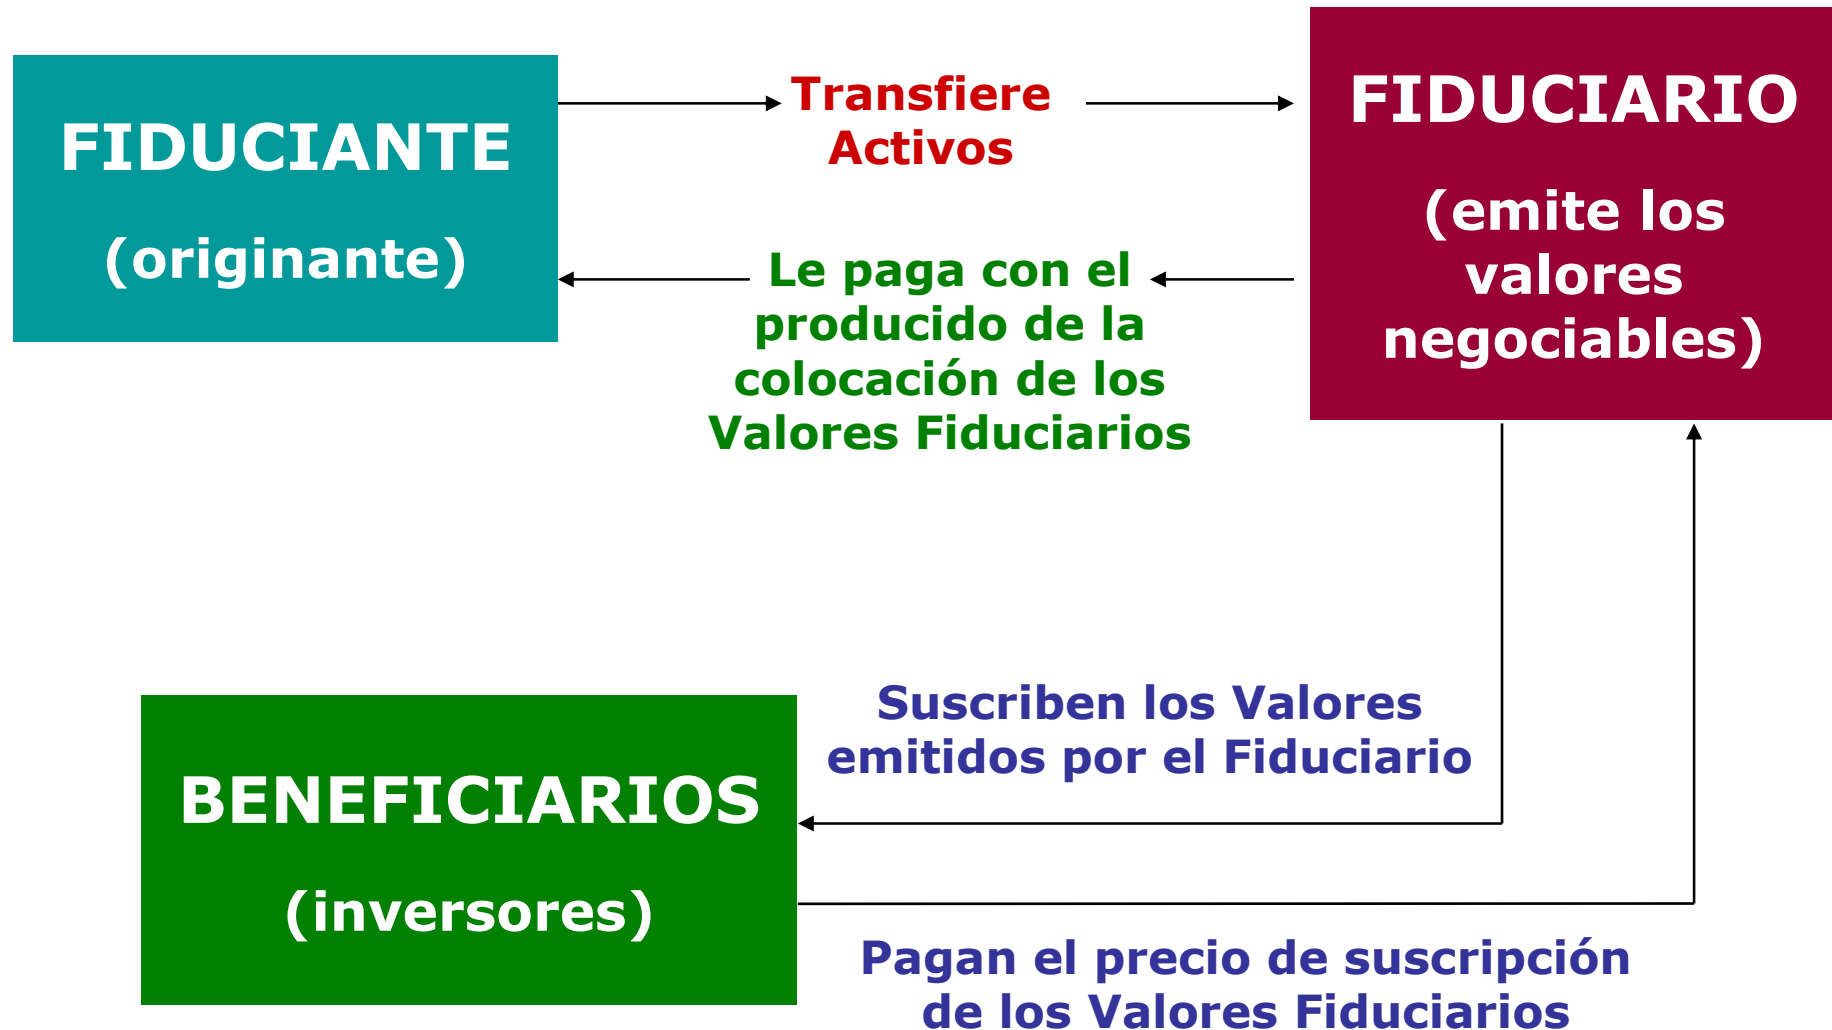 FIDUCIANTE
(originante)
Transfiere
Activos
Le paga con el
producido de la
colocación de los
Valores Fiduciarios
FIDUCIARIO
(emite los
valores
negociables)
BENEFICIARIOS
(inversores)
Suscriben los Valores
emitidos por el Fiduciario
Pagan el precio de suscripción
de los Valores Fiduciarios